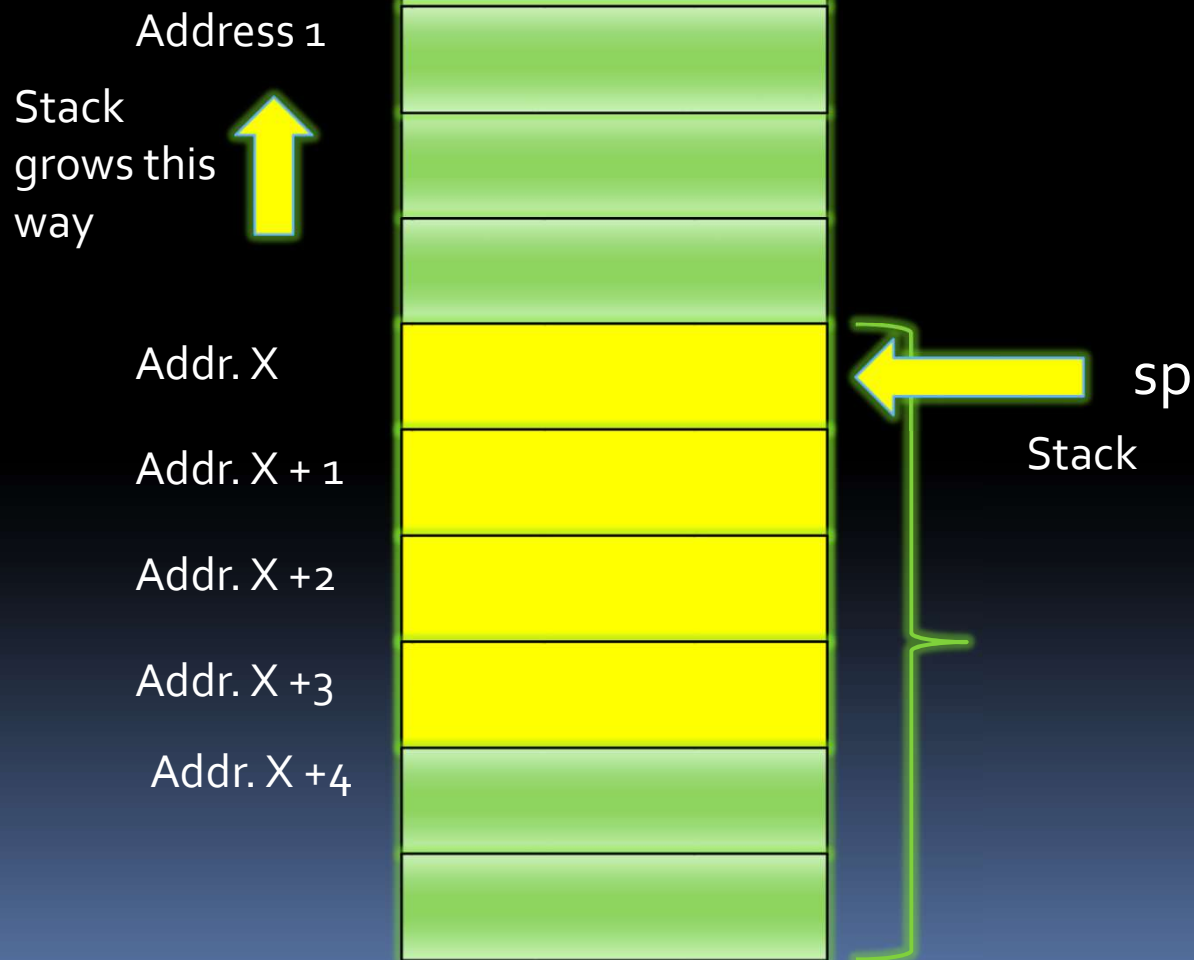 Address 1
Stack
grows this
way
Addr. X
sp
Addr. X + 1
Stack
Addr. X +2
Addr. X +3
Addr. X +4